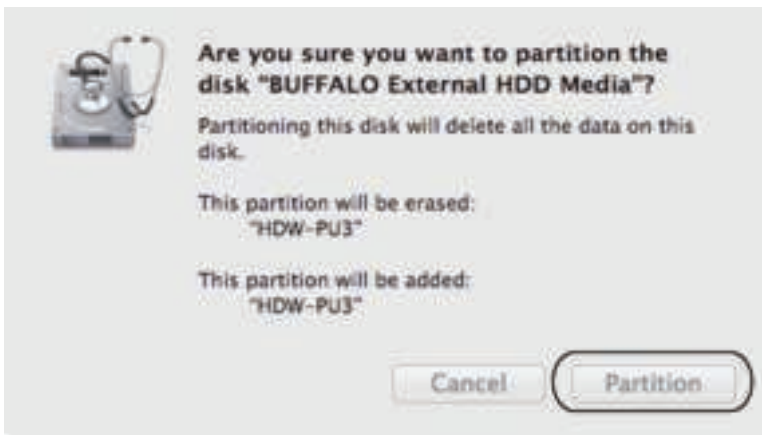 Are you sure you want to partition the
disk "BUFFALO External HDD Media"?
Partitioning this disk will delete all the data on this
disk.
This partition will be erased:
"HDW-PU3"
This partition will be added:
"HDW-PU3"
Cancel
Partition